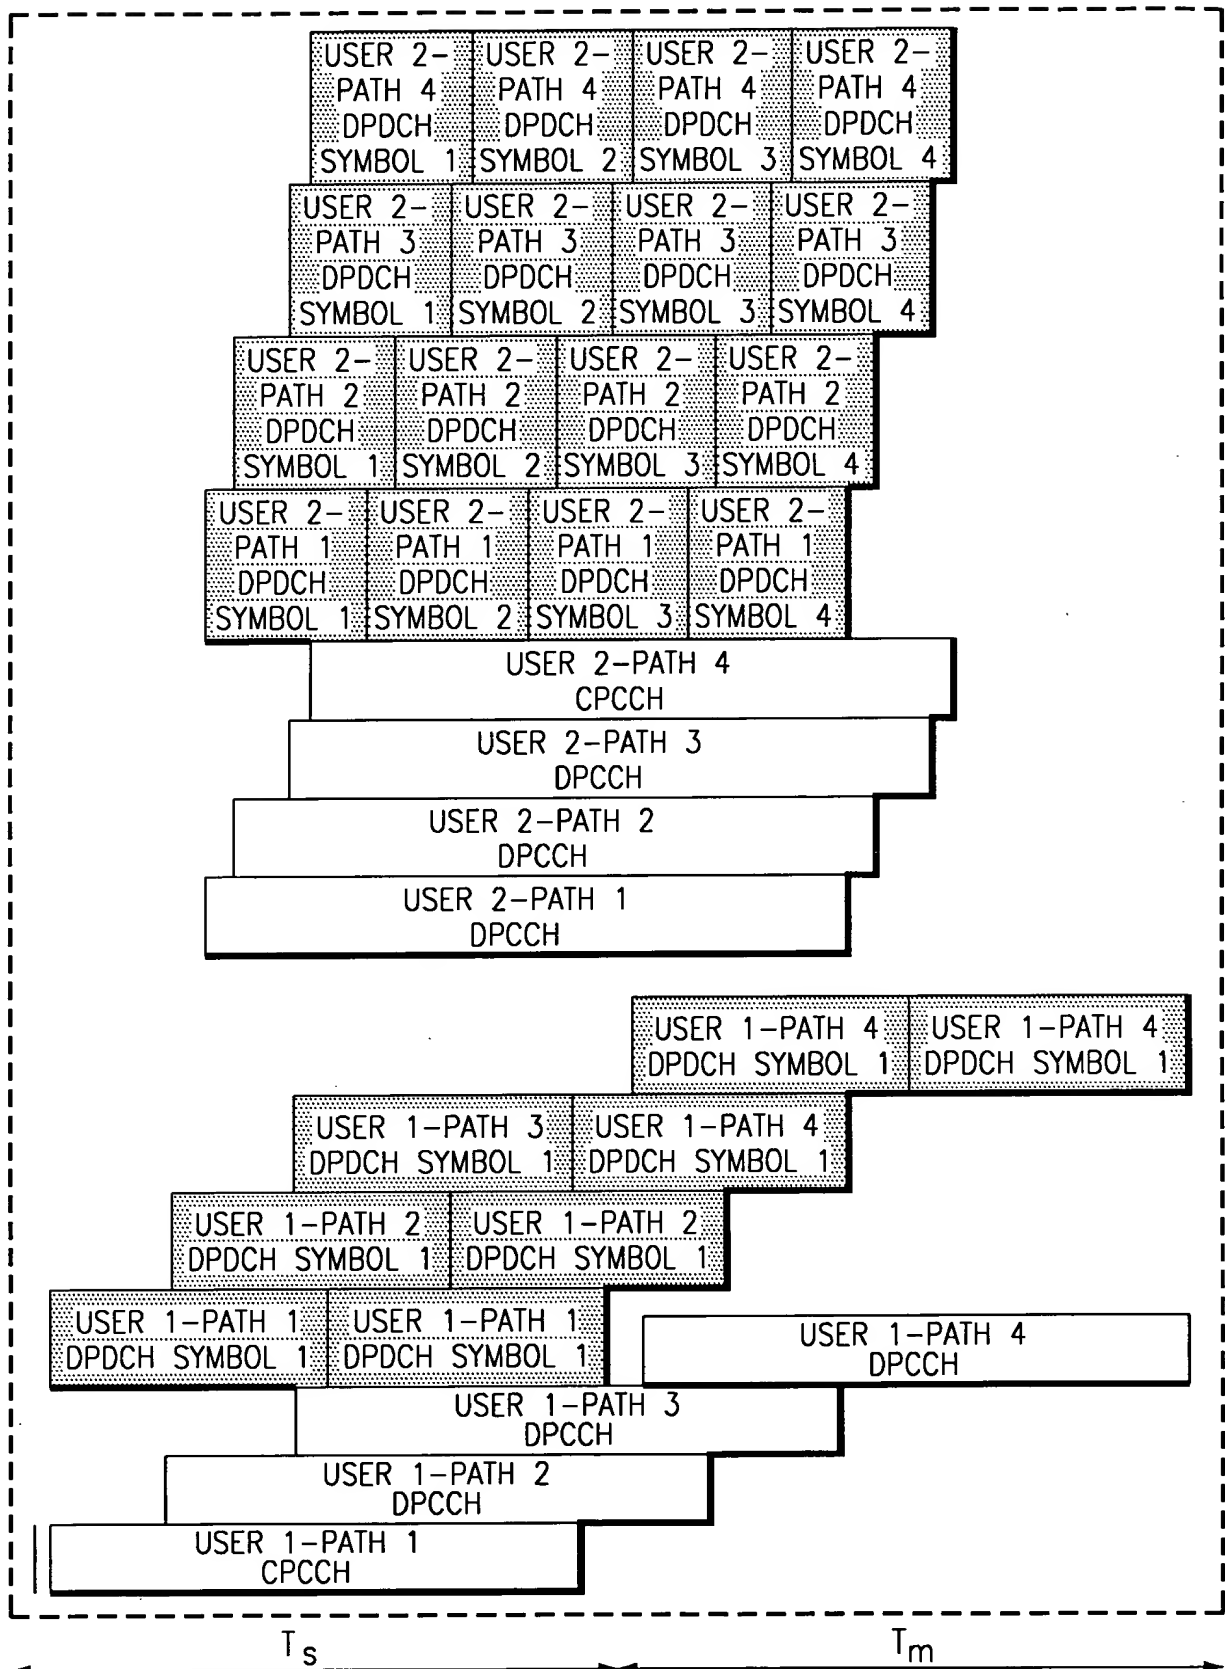 USER 2- USER 2- USER 2- USER 2-
PATH 4 PATH 4 PATH 4 PATH 4
DPDCH DPDCH DPDCH DPDCH
SYMBOL 1 SYMBOL 2 SYMBOL 3 SYMBOL 4
USER 2- USER 2- USER 2- USER 2-
PATH 3 PATH 3 PATH 3 PATH 3
DPDCH DPDCH DPDCH DPDCH
SYMBOL 1 SYMBOL 2 SYMBOL 3 SYMBOL 4
USER 2- USER 2- USER 2- USER 2-
PATH 2 PATH 2 PATH 2 PATH 2
DPDCH DPDCH DPDCH DPDCH
SYMBOL 1 SYMBOL 2 SYMBOL 3 SYMBOL 4
USER 2- USER 2- USER 2- USER 2-
PATH 1 PATH 1 PATH 1 PATH 1
DPDCH DPDCH DPDCH DPDCH
SYMBOL 1 SYMBOL 2 SYMBOL 3 SYMBOL 4
USER 2-PATH 4
CPCCH
USER 2-PATH 3
DPCCH
USER 2-PATH 2
DPCCH
USER 2-PATH 1
DPCCH
USER 1-PATH 4 USER 1-PATH 4
DPDCH SYMBOL 1 DPDCH SYMBOL 1
USER 1-PATH 3 USER 1-PATH 4
DPDCH SYMBOL 1 DPDCH SYMBOL 1
USER 1-PATH 2 USER 1-PATH 2
DPDCH SYMBOL 1 DPDCH SYMBOL 1
USER 1-PATH 1 USER 1-PATH 1
DPDCH SYMBOL 1 DPDCH SYMBOL 1
USER 1-PATH 4
DPCCH
USER 1-PATH 3
DPCCH
USER 1-PATH 2
DPCCH
USER 1-PATH 1
CPCCH
Ts Tm